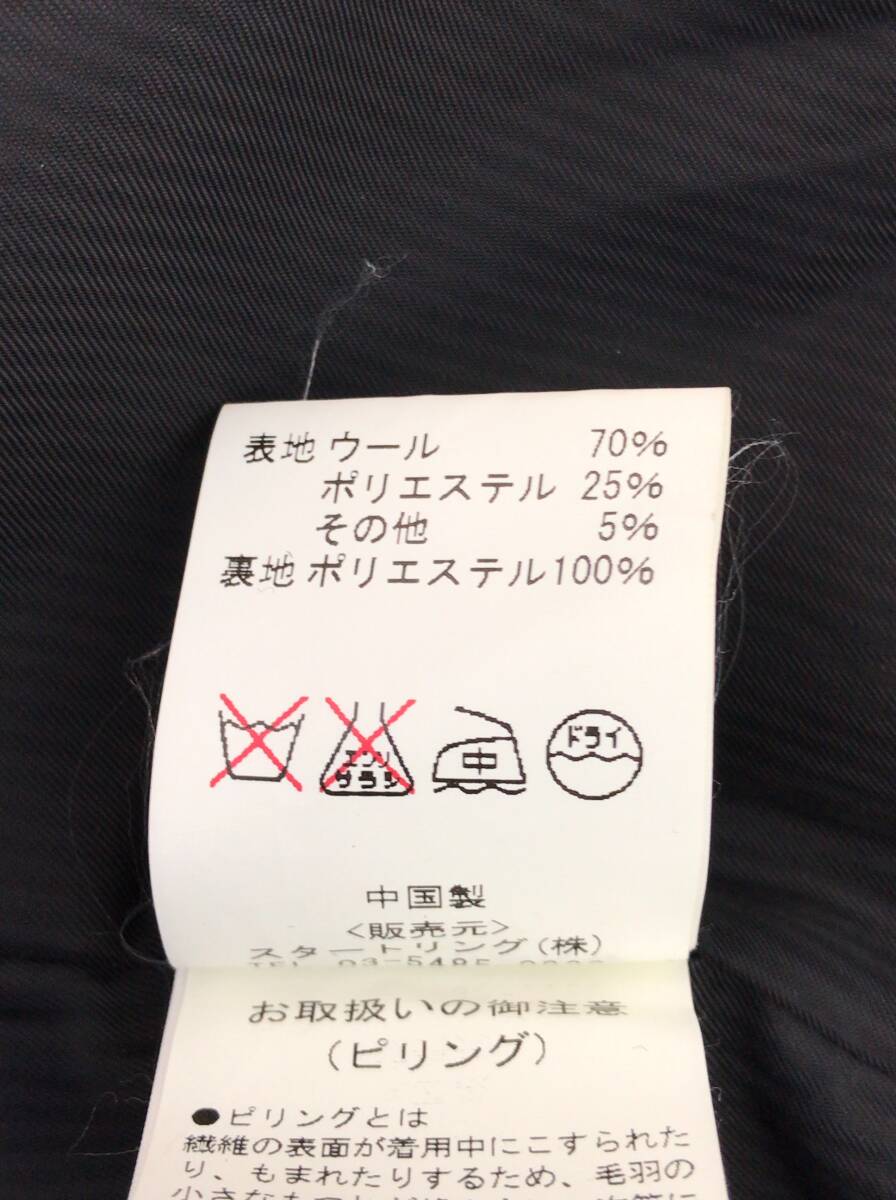 表地 ウール 70%
ポリエステル 25%
その他 5%
裏地 ポリエステル100%
エンソ
サラシ
中
ドライ
中国製
<販売元>
スタートリング(株)
お取扱いの御注意
(ピリング)
●ピリングとは
繊維の表面が着用中にこすられた
り、もまれたりするため、毛羽の